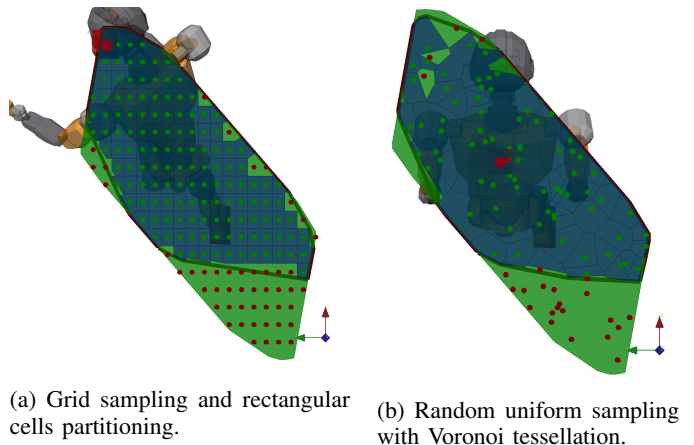 (a) Grid sampling and rectangular
cells partitioning.
(b) Random uniform sampling
with Voronoi tessellation.